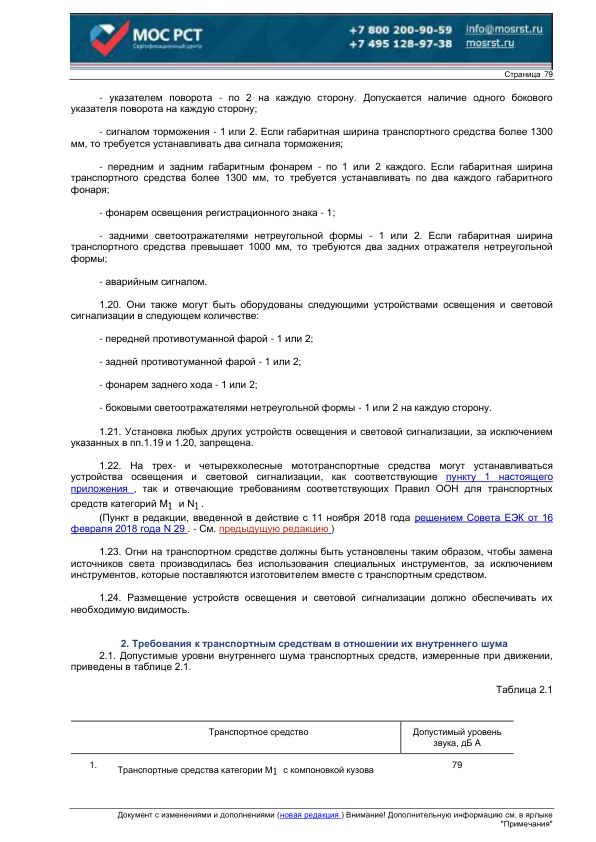 МОС РСТ
Сертификационный центр
+7 800 200-90-59
+7 495 128-97-38
info@mosrst.ru
mosrst.ru
Страница 79
- указателем поворота - по 2 на каждую сторону. Допускается наличие одного бокового
указателя поворота на каждую сторону;
- сигналом торможения - 1 или 2. Если габаритная ширина транспортного средства более 1300
мм, то требуется устанавливать два сигнала торможения;
- передним и задним габаритным фонарем - по 1 или 2 каждого. Если габаритная ширина
транспортного средства более 1300 мм, то требуется устанавливать по два каждого габаритного
фонаря;
- фонарем освещения регистрационного знака - 1;
- задними светоотражателями нетреугольной формы - 1 или 2. Если габаритная ширина
транспортного средства превышает 1000 мм, то требуются два задних отражателя нетреугольной
формы;
- аварийным сигналом.
1.20. Они также могут быть оборудованы следующими устройствами освещения и световой
сигнализации в следующем количестве:
- передней противотуманной фарой - 1 или 2;
- задней противотуманной фарой - 1 или 2;
- фонарем заднего хода - 1 или 2;
- боковыми светоотражателями нетреугольной формы - 1 или 2 на каждую сторону.
1.21. Установка любых других устройств освещения и световой сигнализации, за исключением
указанных в пп.1.19 и 1.20, запрещена.
1.22. На трех- и четырехколесные мототранспортные средства могут устанавливаться
устройства освещения и световой сигнализации, как соответствующие пункту 1 настоящего
приложения , так и отвечающие требованиям соответствующих Правил ООН для транспортных
средств категорий M1 и N1 .
(Пункт в редакции, введенной в действие с 11 ноября 2018 года решением Совета ЕЭК от 16
февраля 2018 года N 29 . - См. предыдущую редакцию )
1.23. Огни на транспортном средстве должны быть установлены таким образом, чтобы замена
источников света производилась без использования специальных инструментов, за исключением
инструментов, которые поставляются изготовителем вместе с транспортным средством.
1.24. Размещение устройств освещения и световой сигнализации должно обеспечивать их
необходимую видимость.
2. Требования к транспортным средствам в отношении их внутреннего шума
2.1. Допустимые уровни внутреннего шума транспортных средств, измеренные при движении,
приведены в таблице 2.1.
Таблица 2.1
Транспортное средство
Допустимый уровень
звука, дБ А
1. Транспортные средства категории M1 с компоновкой кузова 79
Документ с изменениями и дополнениями (новая редакция ) Внимание! Дополнительную информацию см. в ярлыке
"Примечания"